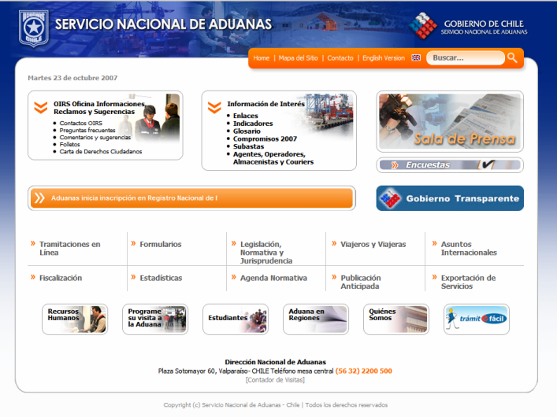 SERVICIO NACIONAL DE ADUANAS
GOBIERNO DE CHILE
SERVICIO NACIONAL DE ADUANAS
Home | Mapa del Sitio | Contacto | English Version
Buscar...
Martes 23 de octubre 2007
OIRS Oficina Informaciones, Reclamos y Sugerencias
Contactos OIRS
Preguntas frecuentes
Comentarios y sugerencias
Folletos
Carta de Derechos Ciudadanos
Información de Interés
Enlaces
Indicadores
Glosario
Compromisos 2007
Subastas
Agentes, Operadores,
Almacenistas y Couriers
Sala de Prensa
Encuestas
Aduanas inicia inscripción en Registro Nacional de I
Gobierno Transparente
Tramitaciones en Línea
Formularios
Legislación, Normativa y Jurisprudencia
Viajeros y Viajeras
Asuntos Internacionales
Fiscalización
Estadísticas
Agenda Normativa
Publicación Anticipada
Exportación de Servicios
Recursos Humanos
Programe su visita a la Aduana
Estudiantes
Aduana en Regiones
Quiénes Somos
trámite fácil
Dirección Nacional de Aduanas
Plaza Sotomayor 60, Valparaíso- CHILE Teléfono mesa central (56 32) 2200 500
[Contador de Visitas]
Copyright (c) Servicio Nacional de Aduanas - Chile | Todos los derechos reservados